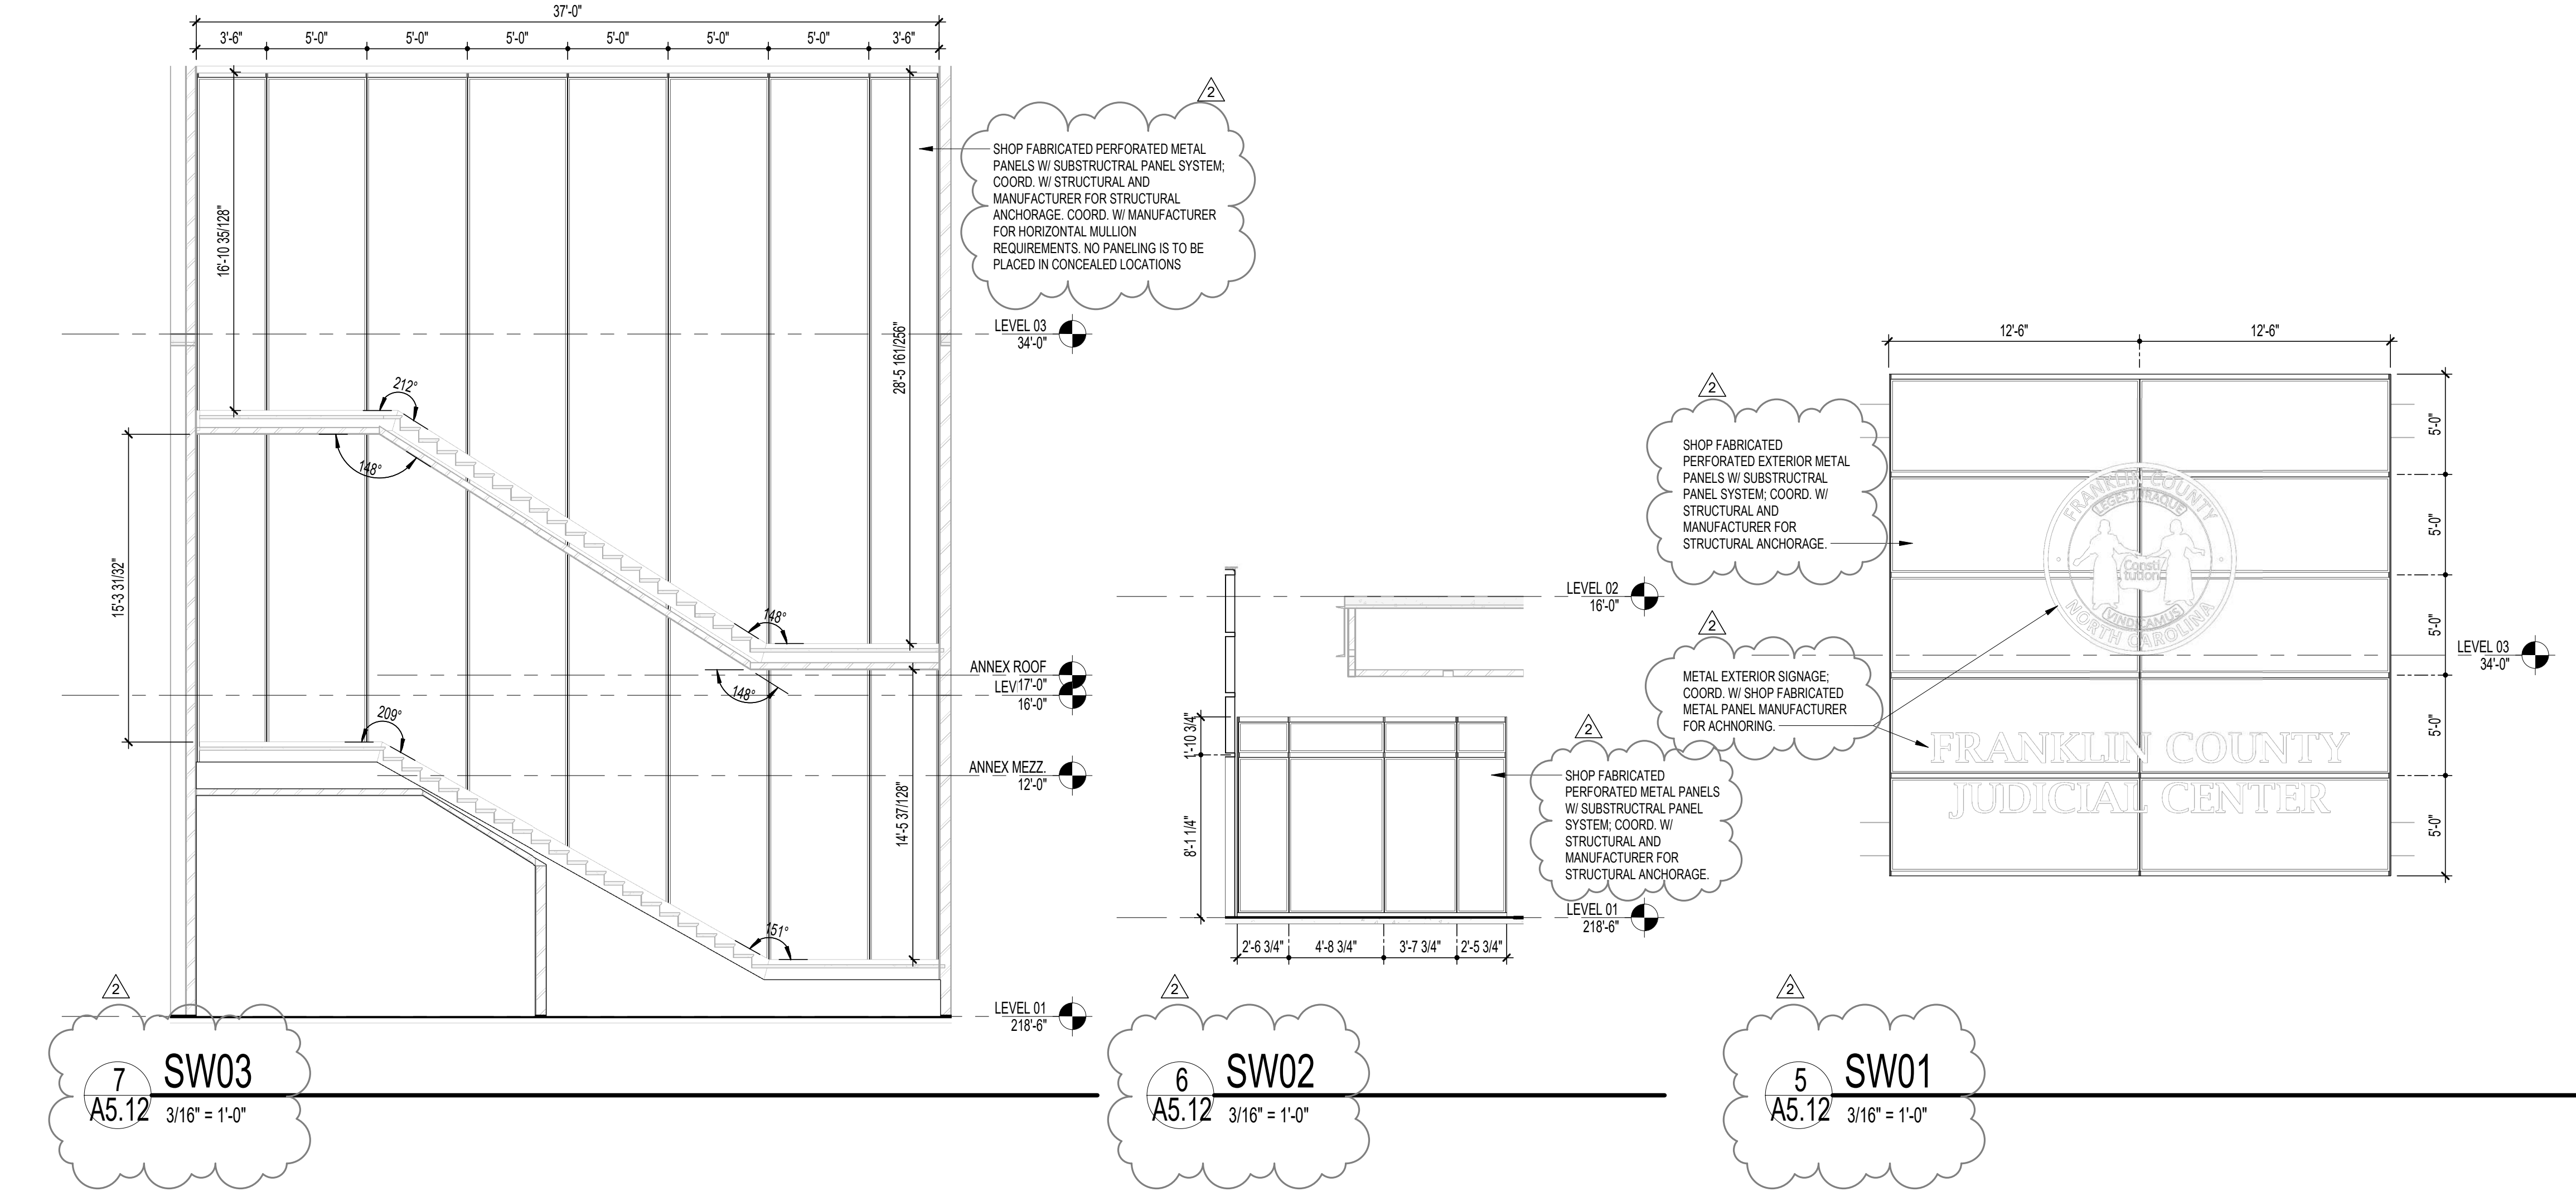 37'-0"
3'-6" 5'-0" 5'-0" 5'-0" 5'-0" 5'-0" 5'-0" 3'-6"
16'-10 35/128"
28'-5 161/256"
15'-3 31/32"
14'-5 37/128"
212°
148°
148°
148°
209°
151°
2
SHOP FABRICATED PERFORATED METAL
PANELS W/ SUBSTRUCTRAL PANEL SYSTEM;
COORD. W/ STRUCTURAL AND
MANUFACTURER FOR STRUCTURAL
ANCHORAGE. COORD. W/ MANUFACTURER
FOR HORIZONTAL MULLION
REQUIREMENTS. NO PANELING IS TO BE
PLACED IN CONCEALED LOCATIONS
LEVEL 03
34'-0"
ANNEX ROOF
17'-0"
LEV
16'-0"
ANNEX MEZZ.
12'-0"
LEVEL 01
218'-6"
2
7
A5.12
SW03
3/16" = 1'-0"
LEVEL 02
16'-0"
1'-10 3/4"
8'-1 1/4"
2
SHOP FABRICATED
PERFORATED METAL PANELS
W/ SUBSTRUCTRAL PANEL
SYSTEM; COORD. W/
STRUCTURAL AND
MANUFACTURER FOR
STRUCTURAL ANCHORAGE.
LEVEL 01
218'-6"
2'-6 3/4" 4'-8 3/4" 3'-7 3/4" 2'-5 3/4"
2
6
A5.12
SW02
3/16" = 1'-0"
12'-6" 12'-6"
2
SHOP FABRICATED
PERFORATED EXTERIOR METAL
PANELS W/ SUBSTRUCTRAL
PANEL SYSTEM; COORD. W/
STRUCTURAL AND
MANUFACTURER FOR
STRUCTURAL ANCHORAGE.
2
METAL EXTERIOR SIGNAGE;
COORD. W/ SHOP FABRICATED
METAL PANEL MANUFACTURER
FOR ACHNORING.
FRANKLIN COUNTY
LEGES JURAQUE
Consti
tution
VINDICAMUS
NORTH CAROLINA
FRANKLIN COUNTY
JUDICIAL CENTER
5'-0"
5'-0"
5'-0"
5'-0"
5'-0"
LEVEL 03
34'-0"
2
5
A5.12
SW01
3/16" = 1'-0"